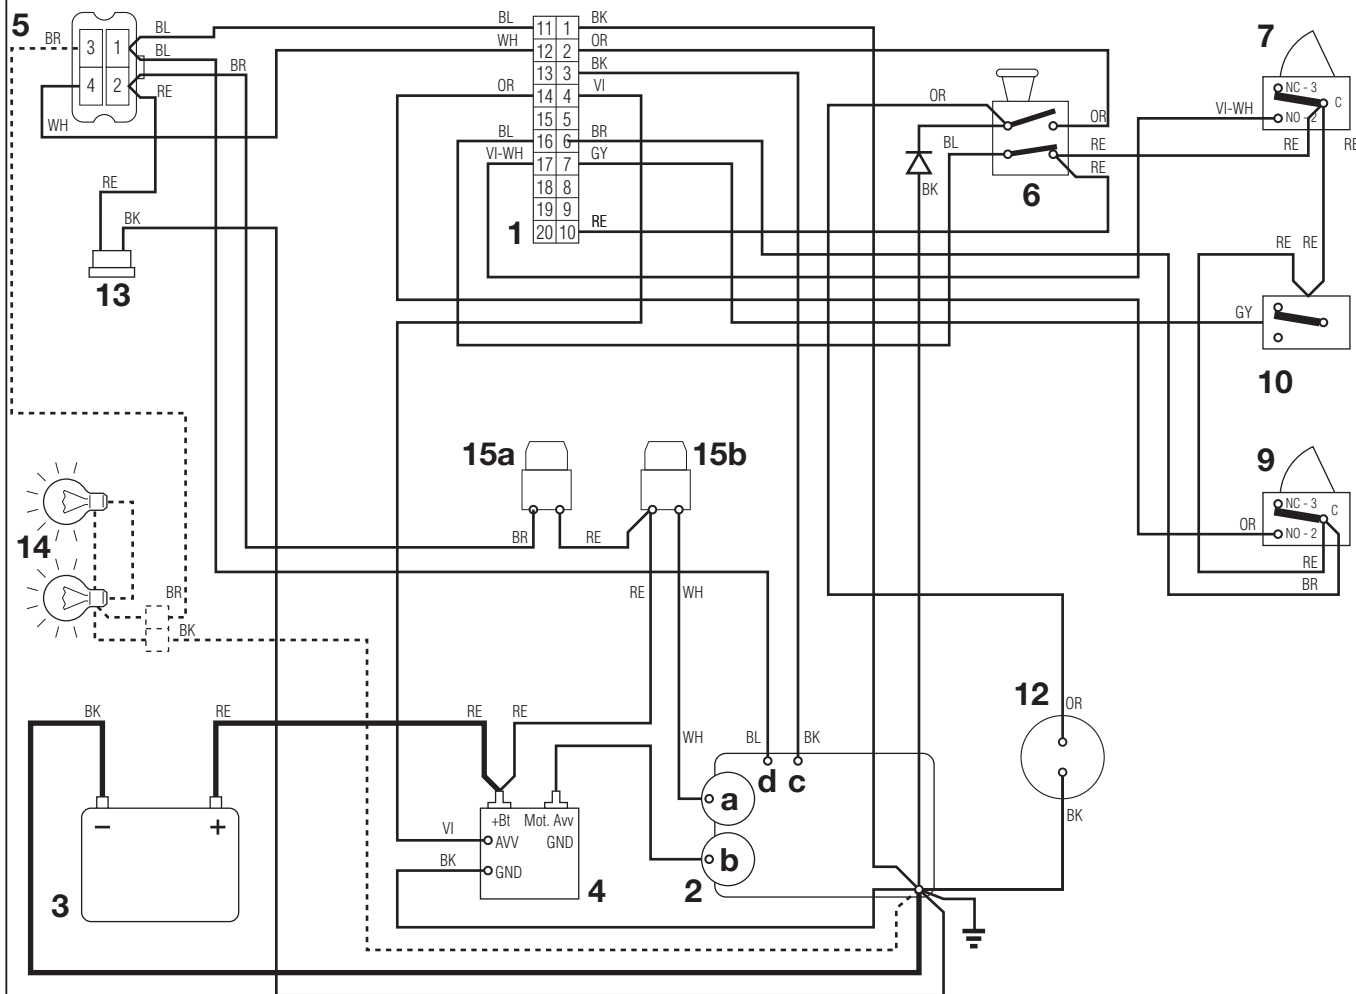 5
BR
3
1
4
2
BL
BL
BR
RE
WH
RE
BK
13
BL
WH
OR
BL
VI-WH
11 1
12 2
13 3
14 4
15 5
16 6
17 7
18 8
19 9
20 10
1
BK
OR
BK
VI
BR
GY
RE
OR
OR
BL
RE
RE
BK
6
7
NC - 3
C
NO - 2
VI-WH
RE
RE
RE RE
GY
10
9
NC - 3
C
NO - 2
OR
RE
BR
15a
15b
BR
RE
RE
WH
14
BR
BK
BK
RE
RE
RE
WH
BL
BK
d
c
a
b
2
12
OR
BK
−
+
3
+Bt
Mot. Avv
AVV
GND
GND
VI
BK
4